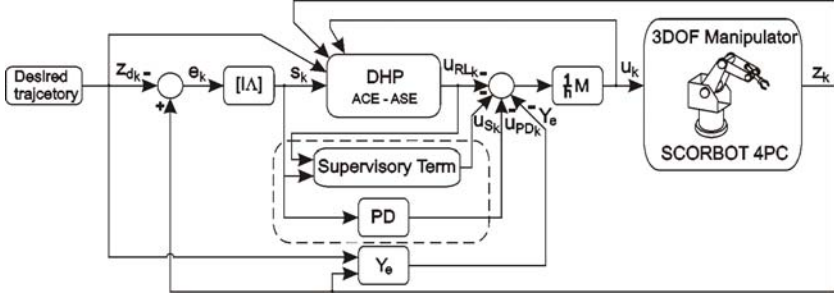 Desired
trajcetory
z_dk
-
+
e_k
[IΛ]
s_k
DHP
ACE - ASE
u_RLk
-
-
u_Sk
-
u_PDk
-
Y_e
1/h M
u_k
3DOF Manipulator
SCORBOT 4PC
z_k
Supervisory Term
PD
Y_e